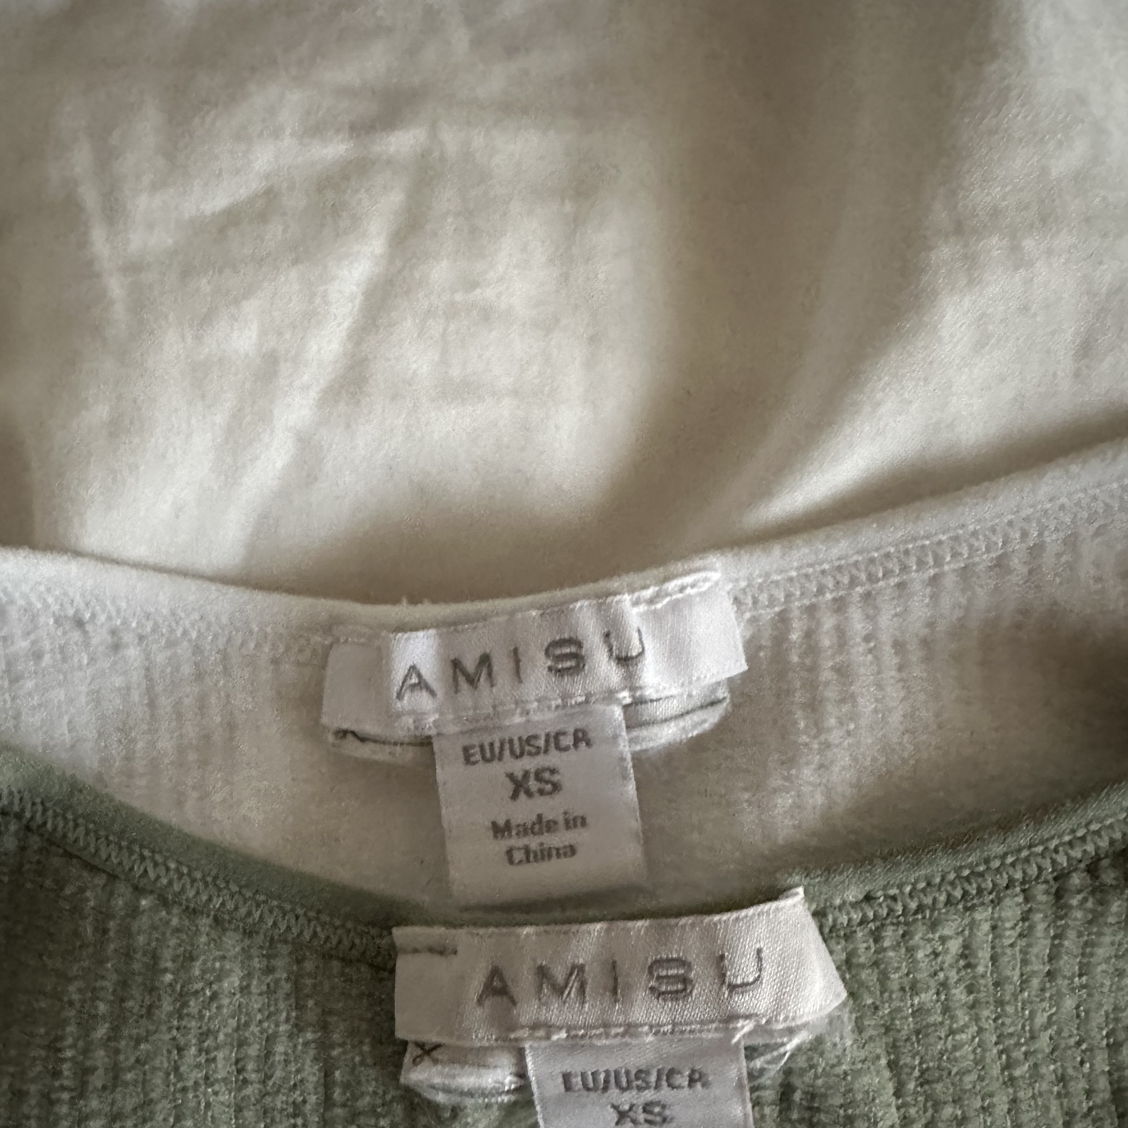 AMISU
EU/US/CA
XS
Made in
China
AMISU
EU/US/CA
XS